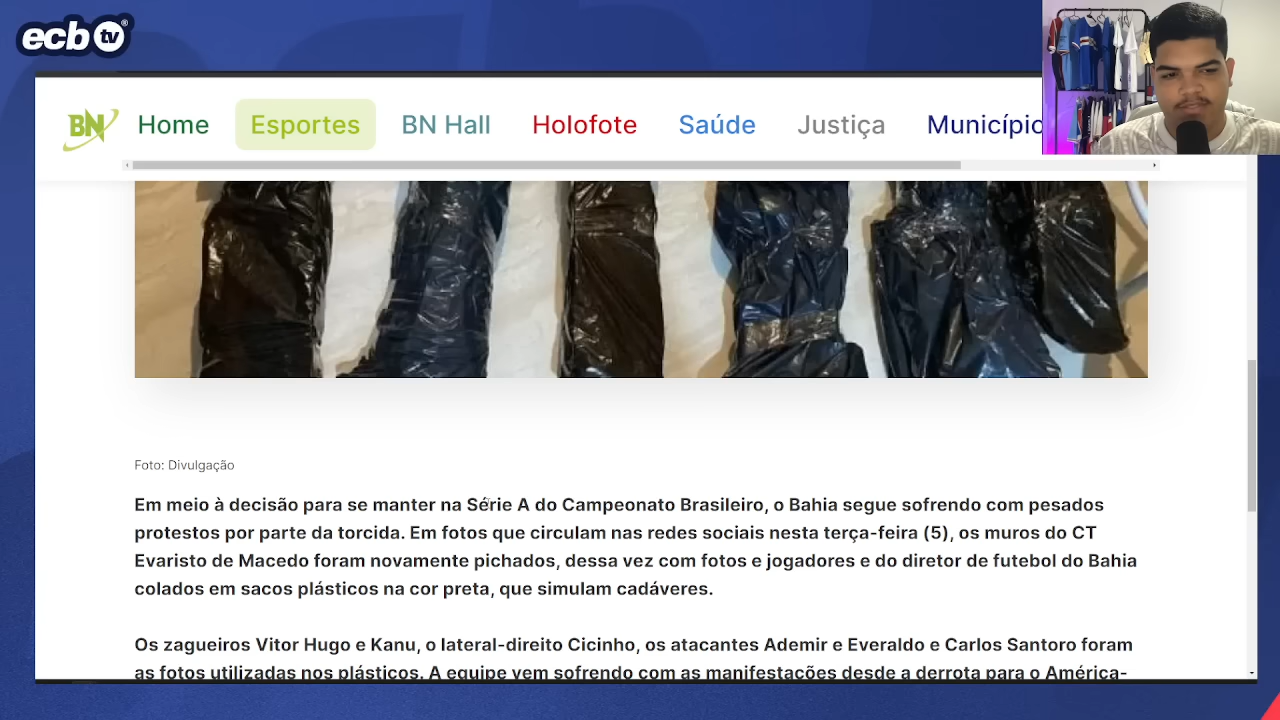 ecb tv®
BN Home Esportes BN Hall Holofote Saúde Justiça Município
Foto: Divulgação
Em meio à decisão para se manter na Série A do Campeonato Brasileiro, o Bahia segue sofrendo com pesados
protestos por parte da torcida. Em fotos que circulam nas redes sociais nesta terça-feira (5), os muros do CT
Evaristo de Macedo foram novamente pichados, dessa vez com fotos e jogadores e do diretor de futebol do Bahia
colados em sacos plásticos na cor preta, que simulam cadáveres.
Os zagueiros Vitor Hugo e Kanu, o lateral-direito Cicinho, os atacantes Ademir e Everaldo e Carlos Santoro foram
as fotos utilizadas nos plásticos. A equipe vem sofrendo com as manifestações desde a derrota para o América-